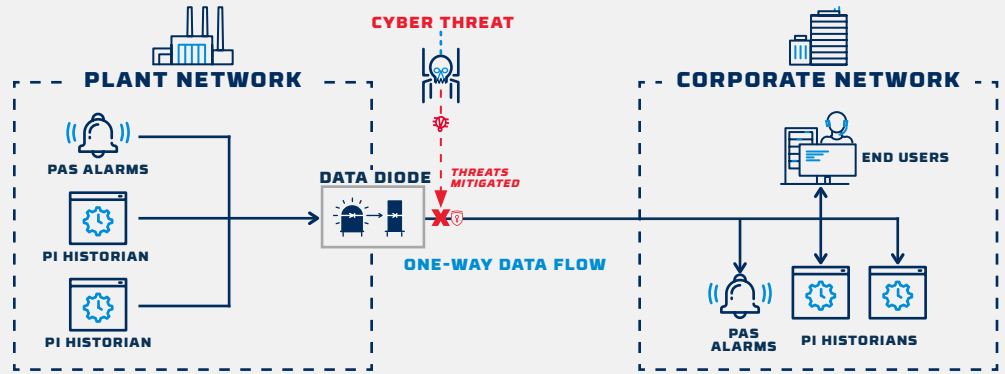 CYBER THREAT
PLANT NETWORK
CORPORATE NETWORK
PAS ALARMS
END USERS
DATA DIODE
THREATS
MITIGATED
PI HISTORIAN
ONE-WAY DATA FLOW
PI HISTORIAN
PAS
ALARMS
PI HISTORIANS